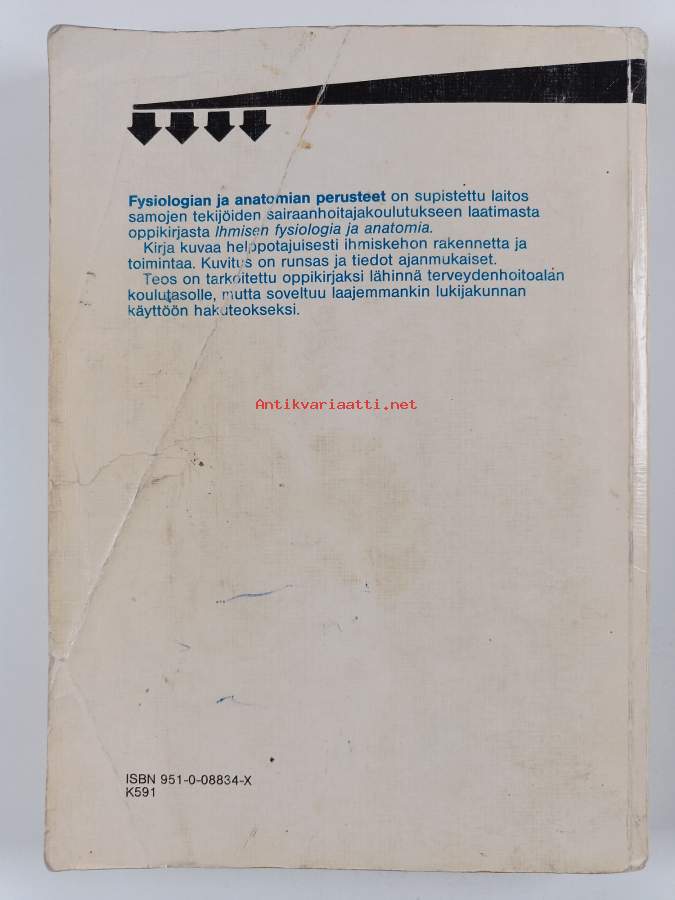 Fysiologian ja anatomian perusteet on supistettu laitos
samojen tekijöiden sairaanhoitajakoulutukseen laatimasta
oppikirjasta Ihmisen fysiologia ja anatomia.
Kirja kuvaa helppotajuisesti ihmiskehon rakennetta ja
toimintaa. Kuvitus on runsas ja tiedot ajanmukaiset.
Teos on tarkoitettu oppikirjaksi lähinnä terveydenhoitoalan
koulutasolle, mutta soveltuu laajemmankin lukijakunnan
käyttöön hakuteokseksi.
Antikvariaatti.net
ISBN 951-0-08834-X
K591